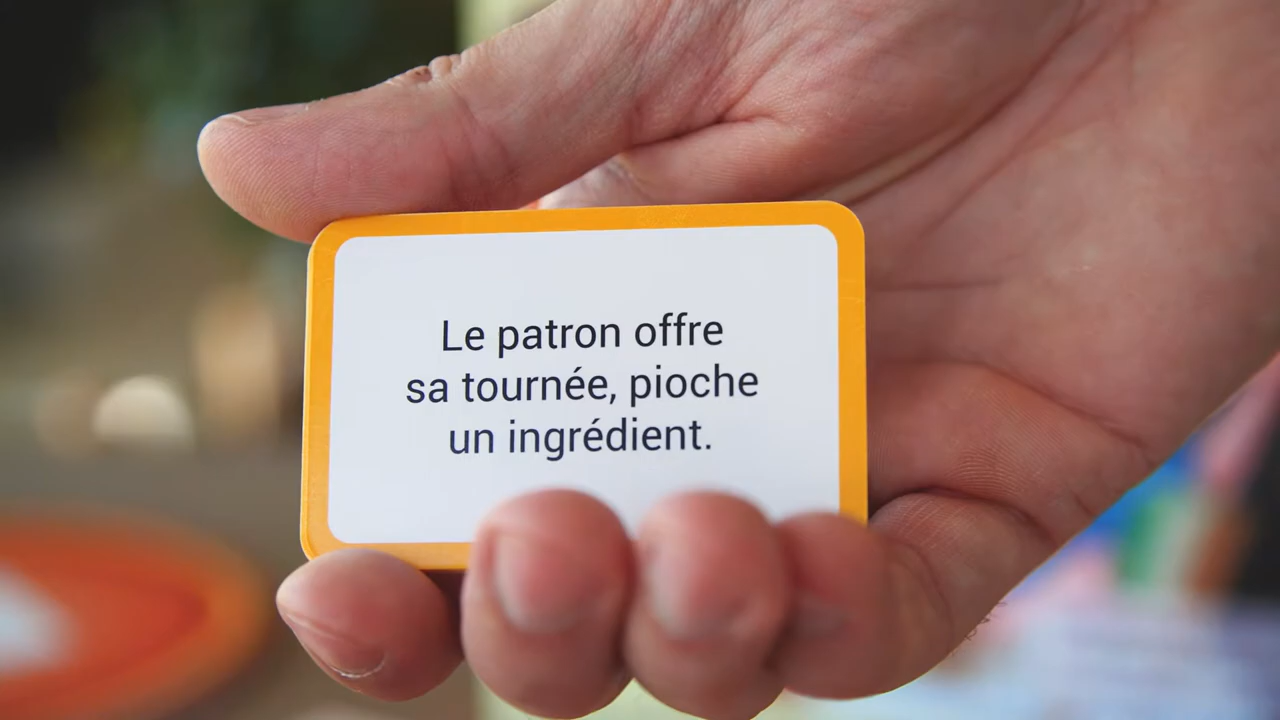 Le patron offre
sa tournée, pioche
un ingrédient.